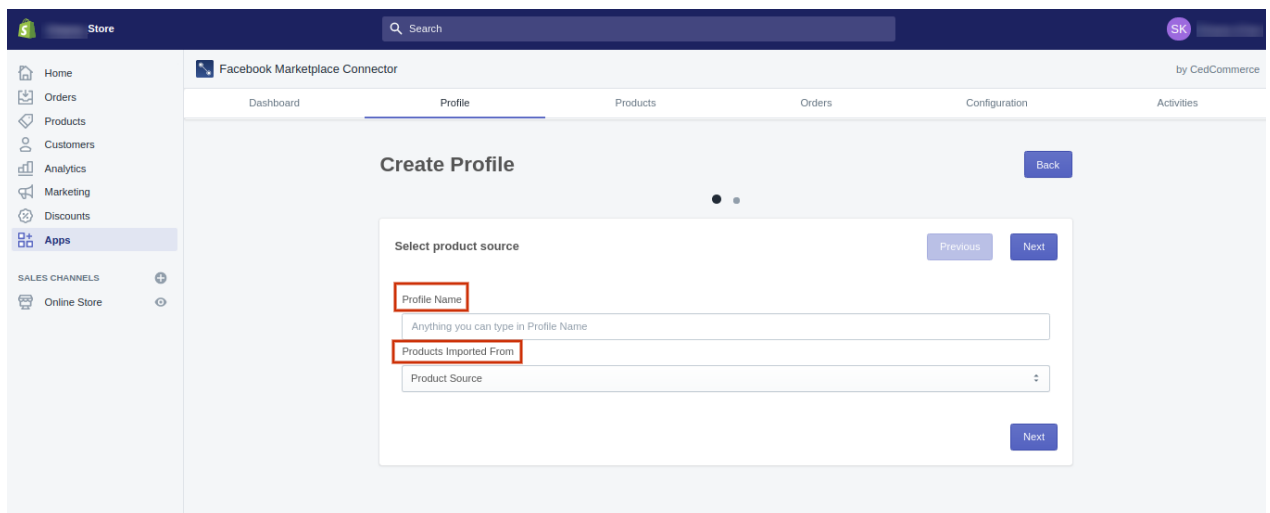 Store
Search
SK
Home
Orders
Products
Customers
Analytics
Marketing
Discounts
Apps
SALES CHANNELS
Online Store
Facebook Marketplace Connector
by CedCommerce
Dashboard
Profile
Products
Orders
Configuration
Activities
Create Profile
Back
Select product source
Previous
Next
Profile Name
Anything you can type in Profile Name
Products Imported From
Product Source
Next